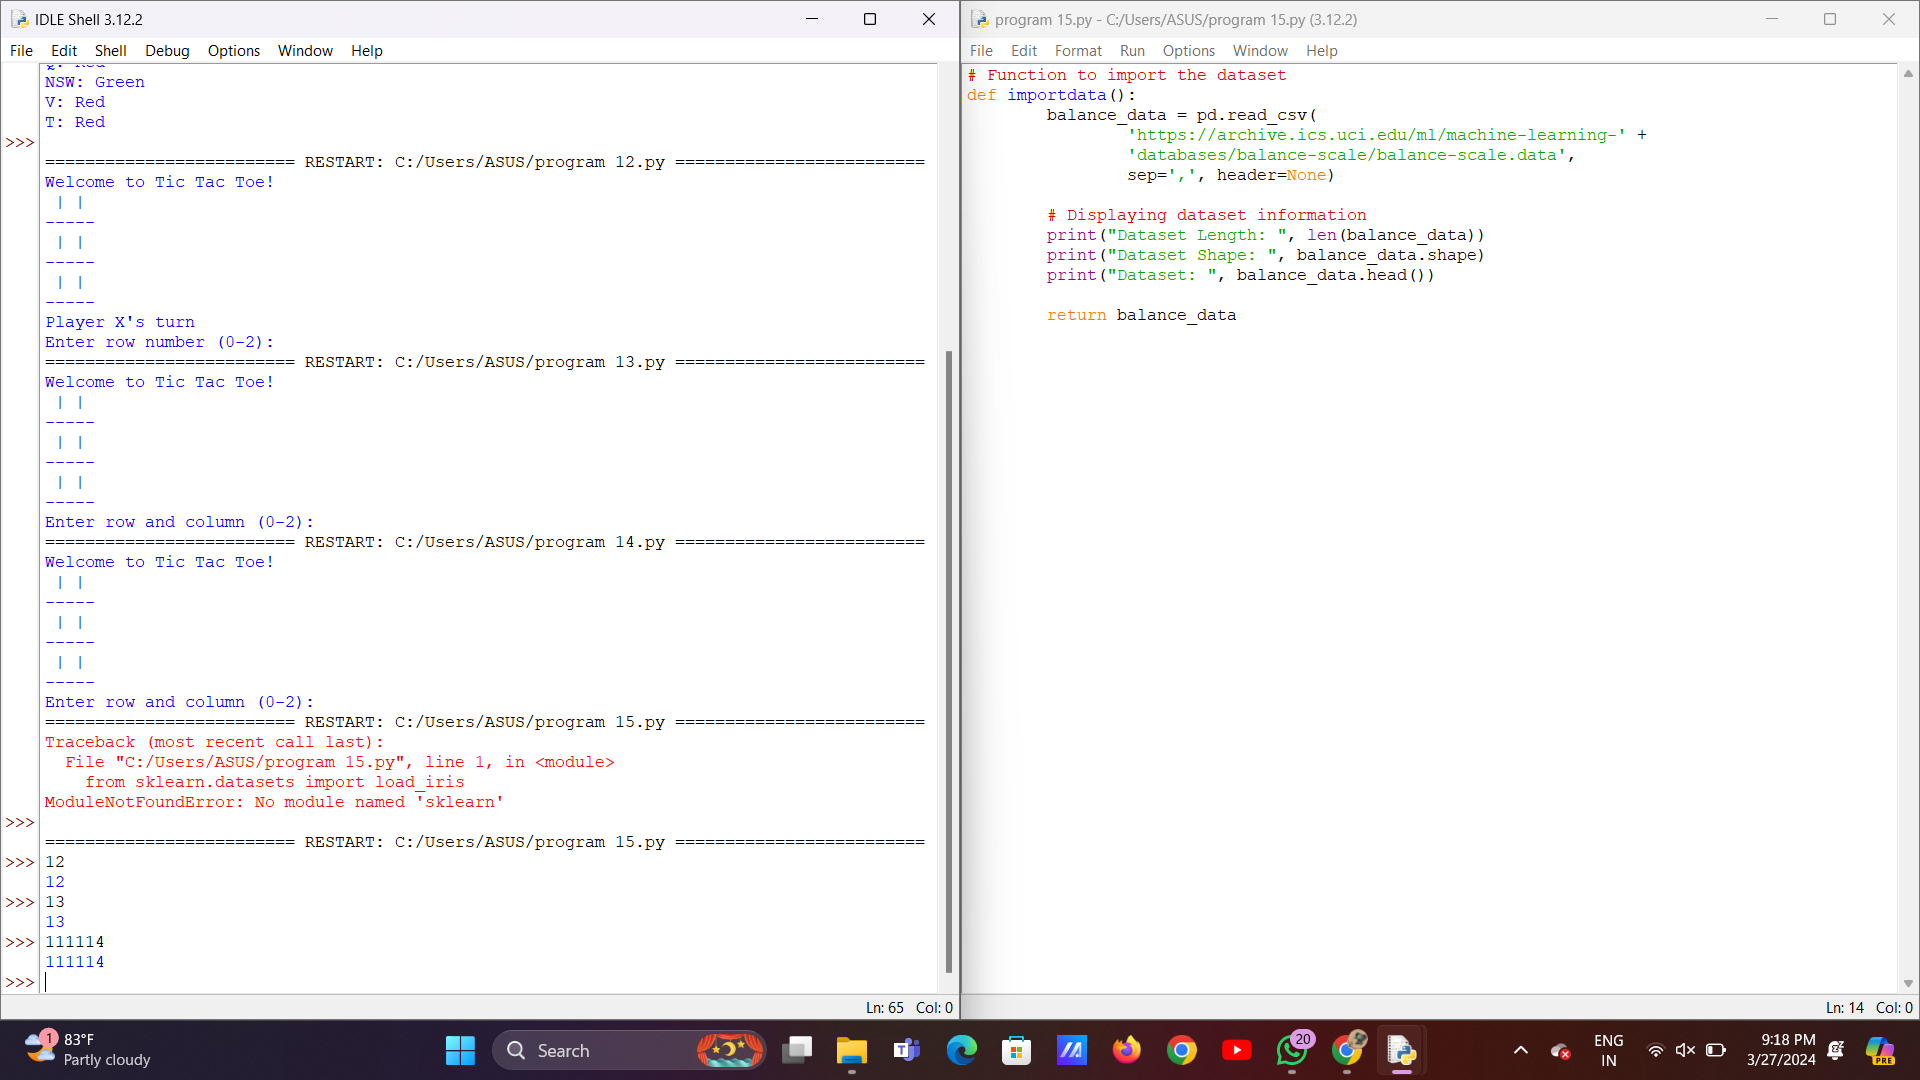 IDLE Shell 3.12.2
File Edit Shell Debug Options Window Help
NSW: Green
V: Red
T: Red
>>>
========================= RESTART: C:/Users/ASUS/program 12.py =========================
Welcome to Tic Tac Toe!
 | |
-----
 | |
-----
 | |
-----
Player X's turn
Enter row number (0-2):
========================= RESTART: C:/Users/ASUS/program 13.py =========================
Welcome to Tic Tac Toe!
 | |
-----
 | |
-----
 | |
-----
Enter row and column (0-2):
========================= RESTART: C:/Users/ASUS/program 14.py =========================
Welcome to Tic Tac Toe!
 | |
-----
 | |
-----
 | |
-----
Enter row and column (0-2):
========================= RESTART: C:/Users/ASUS/program 15.py =========================
Traceback (most recent call last):
  File "C:/Users/ASUS/program 15.py", line 1, in <module>
    from sklearn.datasets import load_iris
ModuleNotFoundError: No module named 'sklearn'
>>>
========================= RESTART: C:/Users/ASUS/program 15.py =========================
>>> 12
12
>>> 13
13
>>> 111114
111114
>>>
Ln: 65 Col: 0
program 15.py - C:/Users/ASUS/program 15.py (3.12.2)
File Edit Format Run Options Window Help
# Function to import the dataset
def importdata():
        balance_data = pd.read_csv(
                'https://archive.ics.uci.edu/ml/machine-learning-' +
                'databases/balance-scale/balance-scale.data',
                sep=',', header=None)
        # Displaying dataset information
        print("Dataset Length: ", len(balance_data))
        print("Dataset Shape: ", balance_data.shape)
        print("Dataset: ", balance_data.head())
        return balance_data
Ln: 14 Col: 0
1
83°F
Partly cloudy
Search
20
PRE
ENG
IN
9:18 PM
3/27/2024